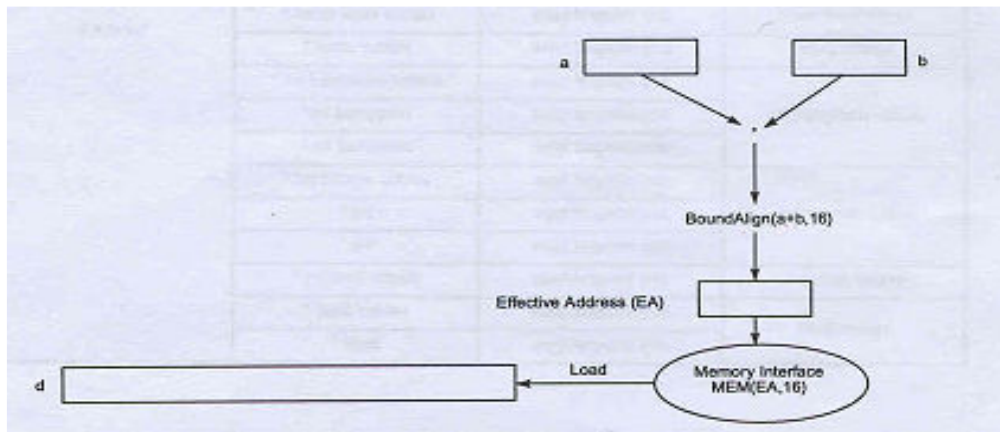 a
b
BoundAlign(a+b,16)
Effective Address (EA)
Memory Interface
MEM(EA,16)
Load
d